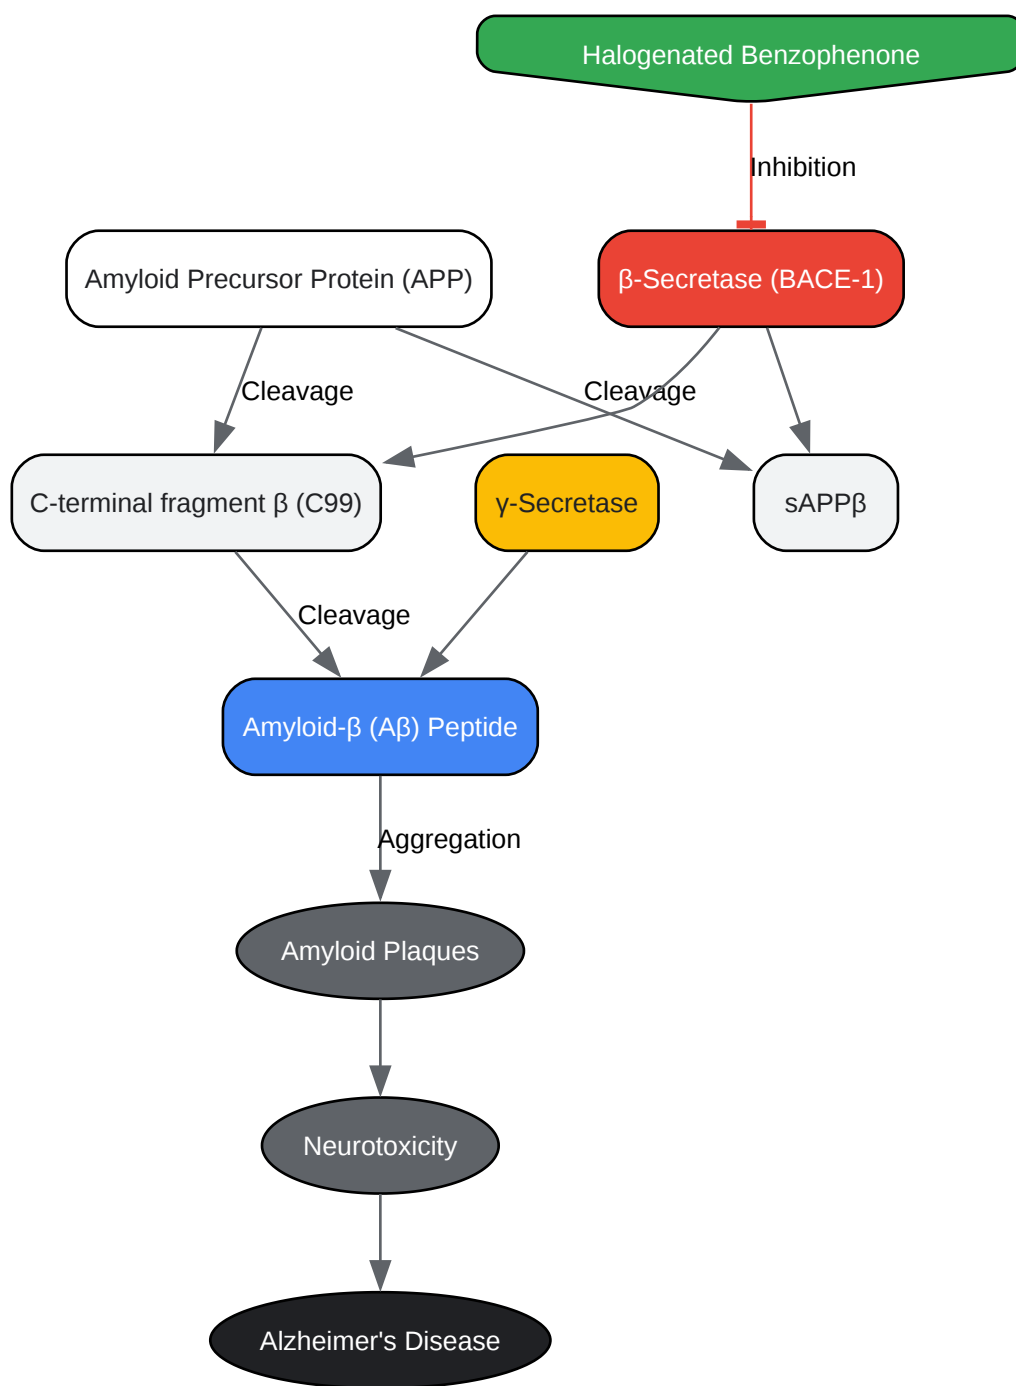 Halogenated Benzophenone
Inhibition
Amyloid Precursor Protein (APP)
β-Secretase (BACE-1)
Cleavage
Cleavage
C-terminal fragment β (C99)
γ-Secretase
sAPPβ
Cleavage
Amyloid-β (Aβ) Peptide
Aggregation
Amyloid Plaques
Neurotoxicity
Alzheimer's Disease